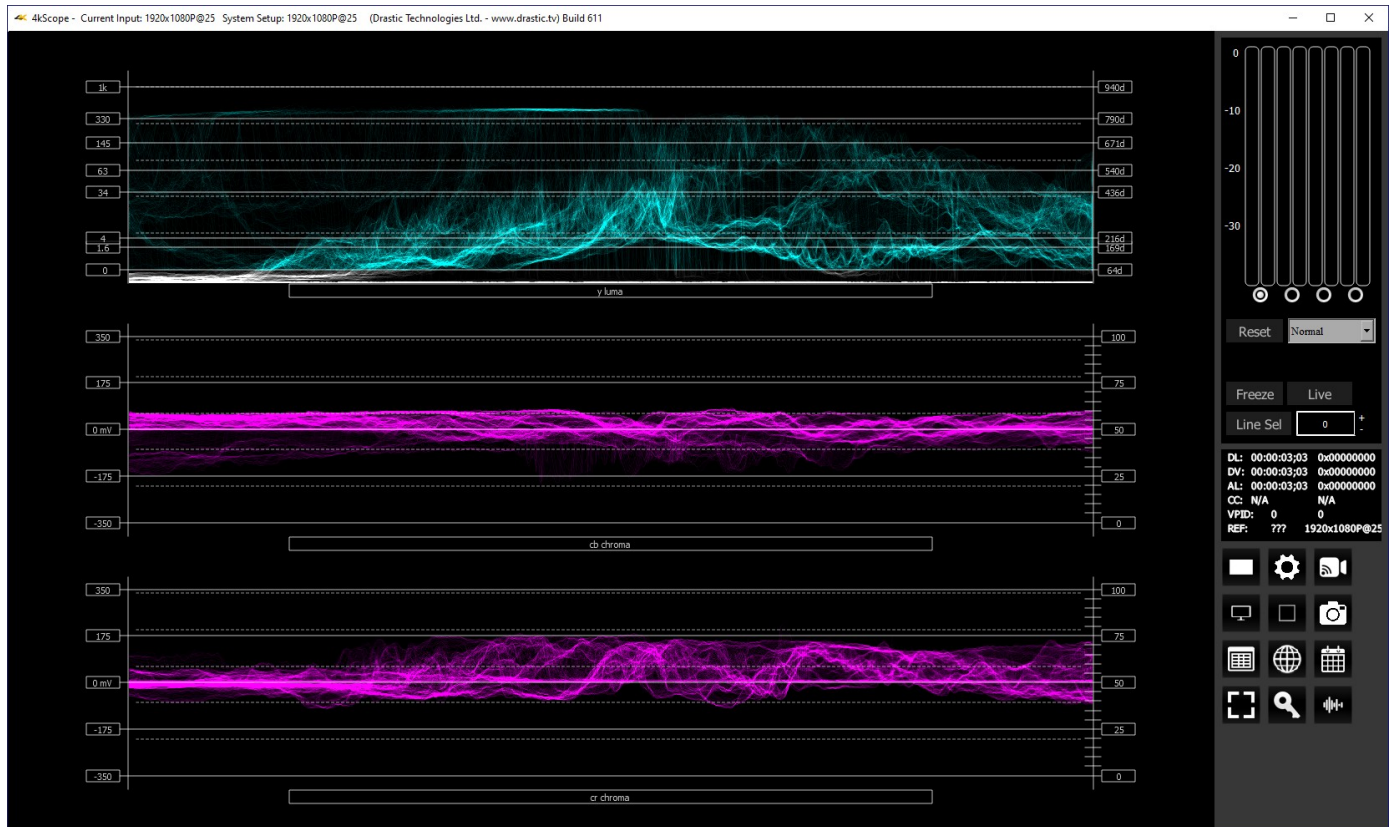 4kScope - Current Input: 1920x1080P@25 System Setup: 1920x1080P@25 (Drastic Technologies Ltd. - www.drastic.tv) Build 611
1k 940d
330 790d
145 671d
63 540d
34 436d
4 216d
1.6 169d
0 64d
y luma
350 100
175 75
0 mV 50
-175 25
-350 0
cb chroma
350 100
175 75
0 mV 50
-175 25
-350 0
cr chroma
0
-10
-20
-30
Reset Normal
Freeze Live
Line Sel 0 + -
DL: 00:00:03;03 0x00000000
DV: 00:00:03;03 0x00000000
AL: 00:00:03;03 0x00000000
CC: N/A N/A
VPID: 0 0
REF: ??? 1920x1080P@25